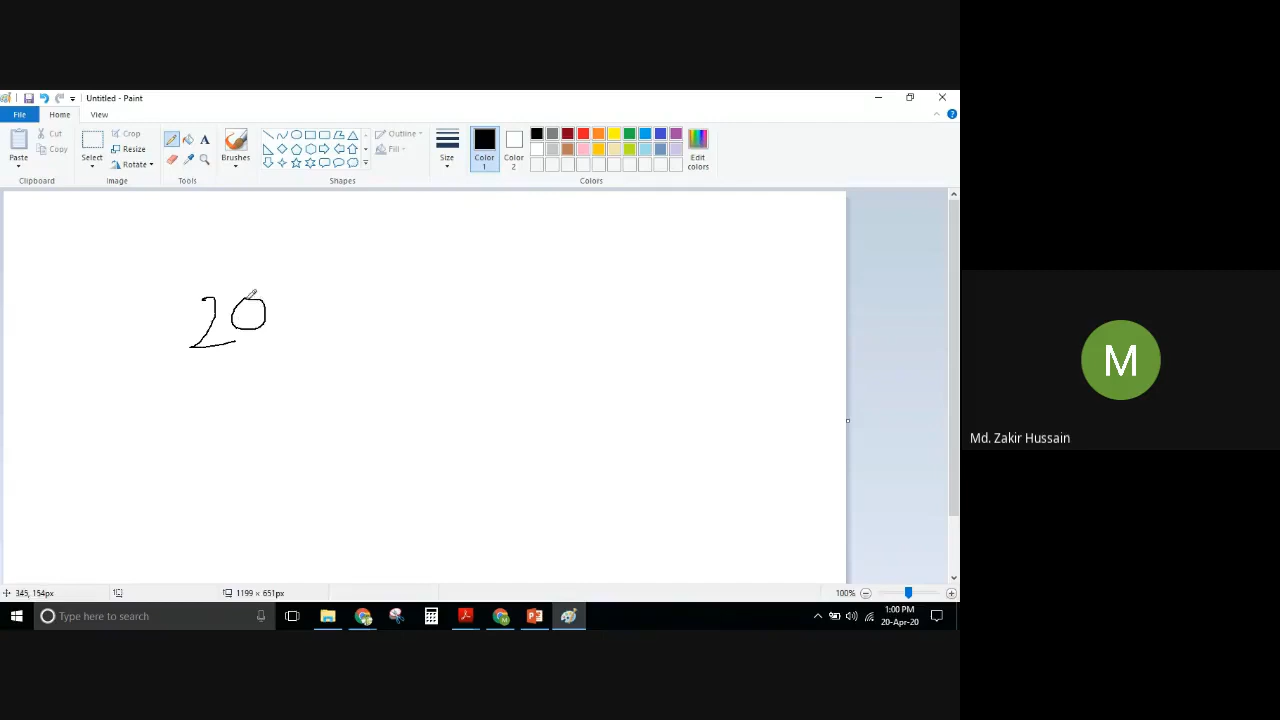 Untitled - Paint
File Home View
Cut
Copy
Paste
Clipboard
Crop
Resize
Rotate
Select
Image
Tools
Brushes
Outline
Fill
Shapes
Size
Color 1
Color 2
Edit colors
Colors
20
M
Md. Zakir Hussain
345, 154px
1199 × 651px
100%
Type here to search
1:00 PM
20-Apr-20